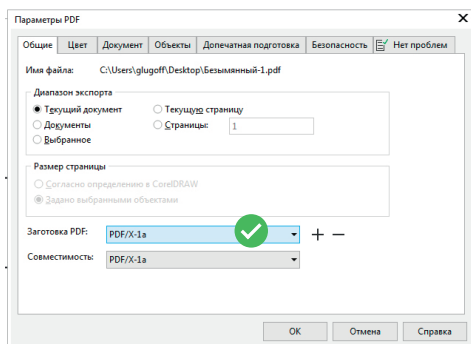 Параметры PDF
Общие Цвет Документ Объекты Допечатная подготовка Безопасность Нет проблем
Имя файла: C:\Users\glugoff\Desktop\Безымянный-1.pdf
Диапазон экспорта
Текущий документ Текущую страницу
Документы Страницы: 1
Выбранное
Размер страницы
Согласно определению в CorelDRAW
Задано выбранными объектами
Заготовка PDF: PDF/X-1a
Совместимость: PDF/X-1a
OK Отмена Справка